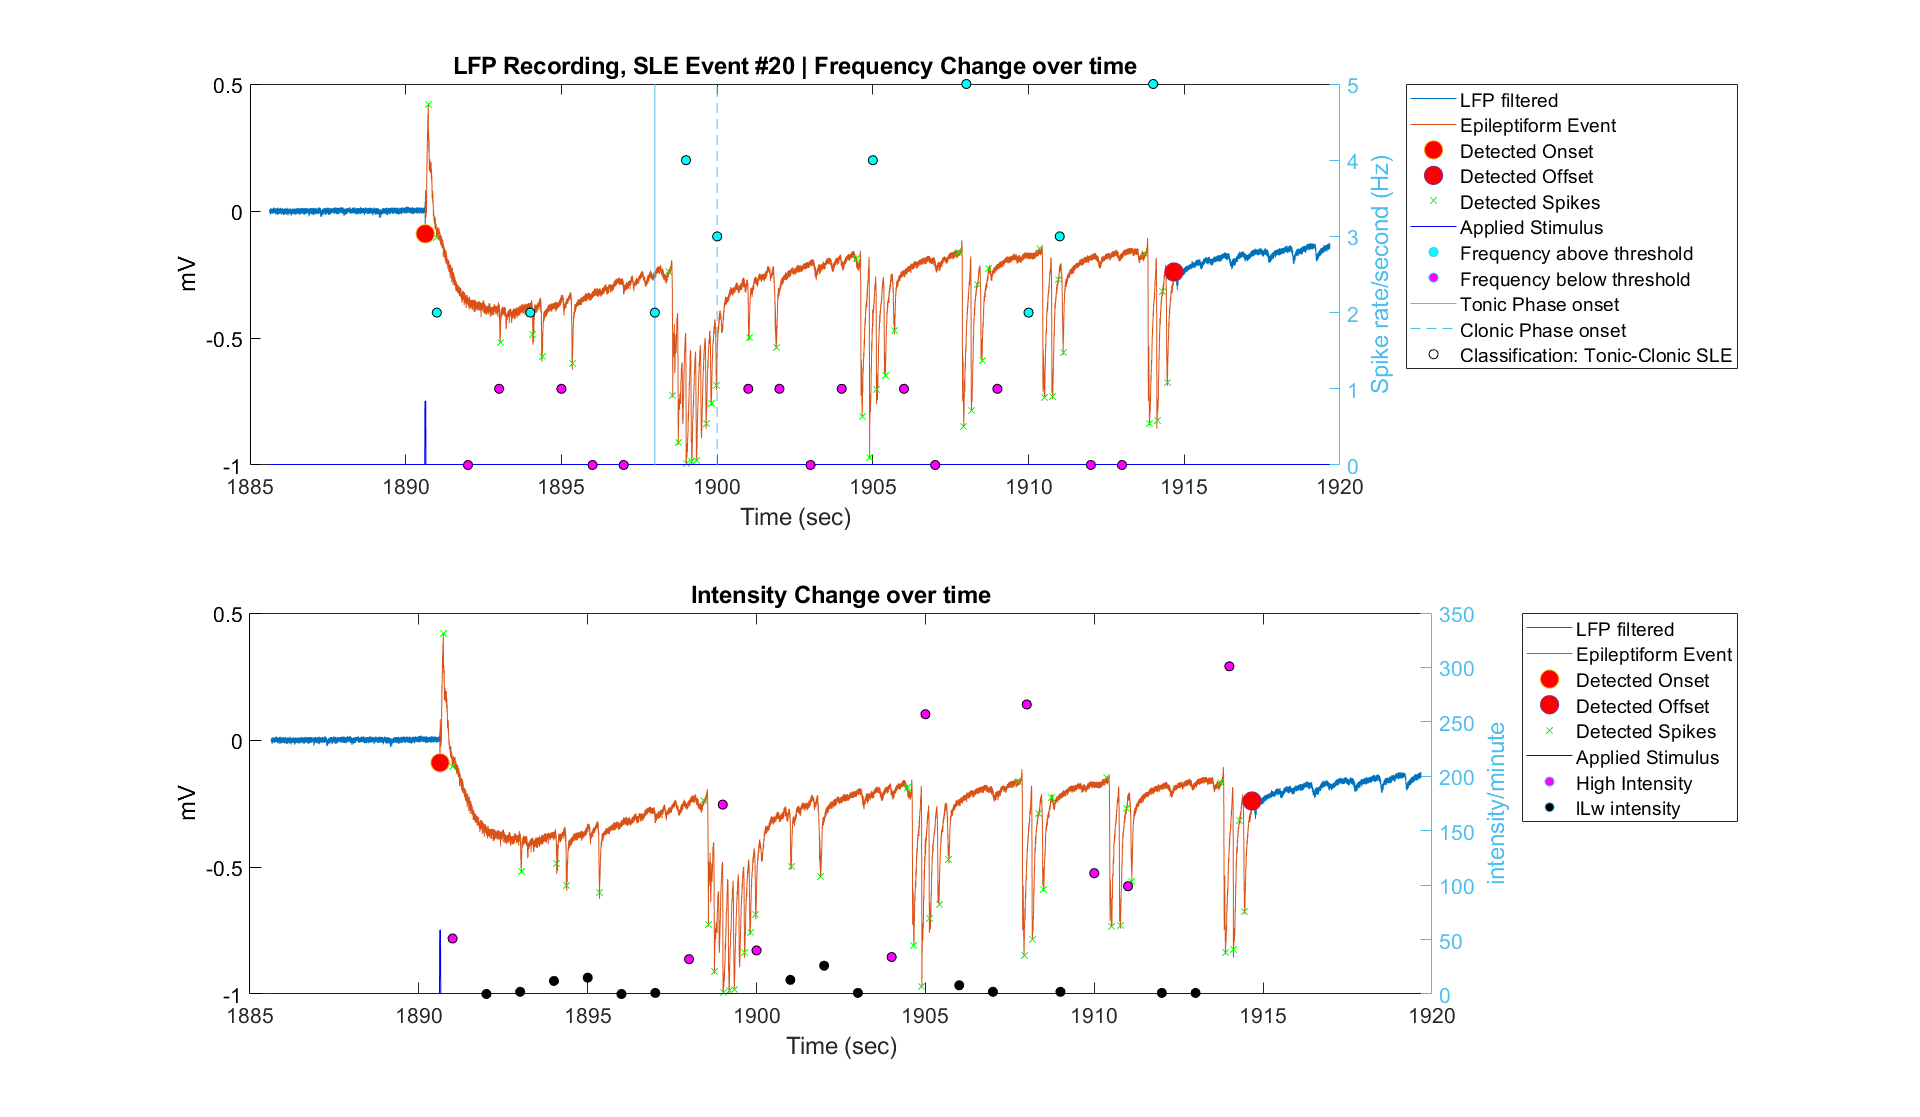 LFP Recording, SLE Event #20 | Frequency Change over time
0.5
0
-0.5
-1
mV
5
4
3
2
1
0
Spike rate/second (Hz)
1885 1890 1895 1900 1905 1910 1915 1920
Time (sec)
LFP filtered
Epileptiform Event
Detected Onset
Detected Offset
Detected Spikes
Applied Stimulus
Frequency above threshold
Frequency below threshold
Tonic Phase onset
Clonic Phase onset
Classification: Tonic-Clonic SLE
Intensity Change over time
0.5
0
-0.5
-1
mV
350
300
250
200
150
100
50
0
intensity/minute
1885 1890 1895 1900 1905 1910 1915 1920
Time (sec)
LFP filtered
Epileptiform Event
Detected Onset
Detected Offset
Detected Spikes
Applied Stimulus
High Intensity
lLw intensity